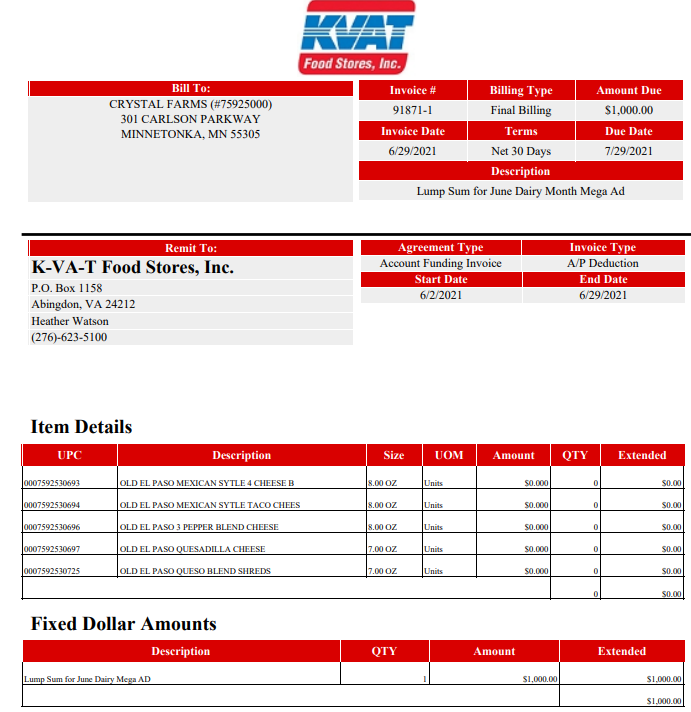 KVAT
Food Stores, Inc.
Bill To:
CRYSTAL FARMS (#75925000)
301 CARLSON PARKWAY
MINNETONKA, MN 55305
Invoice # Billing Type Amount Due
91871-1 Final Billing $1,000.00
Invoice Date Terms Due Date
6/29/2021 Net 30 Days 7/29/2021
Description
Lump Sum for June Dairy Month Mega Ad
Remit To:
K-VA-T Food Stores, Inc.
P.O. Box 1158
Abingdon, VA 24212
Heather Watson
(276)-623-5100
Agreement Type Invoice Type
Account Funding Invoice A/P Deduction
Start Date End Date
6/2/2021 6/29/2021
Item Details
UPC Description Size UOM Amount QTY Extended
0007592530693 OLD EL PASO MEXICAN SYTLE 4 CHEESE B 8.00 OZ Units $0.000 0 $0.00
0007592530694 OLD EL PASO MEXICAN SYTLE TACO CHEES 8.00 OZ Units $0.000 0 $0.00
0007592530696 OLD EL PASO 3 PEPPER BLEND CHEESE 8.00 OZ Units $0.000 0 $0.00
0007592530697 OLD EL PASO QUESADILLA CHEESE 7.00 OZ Units $0.000 0 $0.00
0007592530725 OLD EL PASO QUESO BLEND SHREDS 7.00 OZ Units $0.000 0 $0.00
0 $0.00
Fixed Dollar Amounts
Description QTY Amount Extended
Lump Sum for June Dairy Mega AD 1 $1,000.00 $1,000.00
$1,000.00